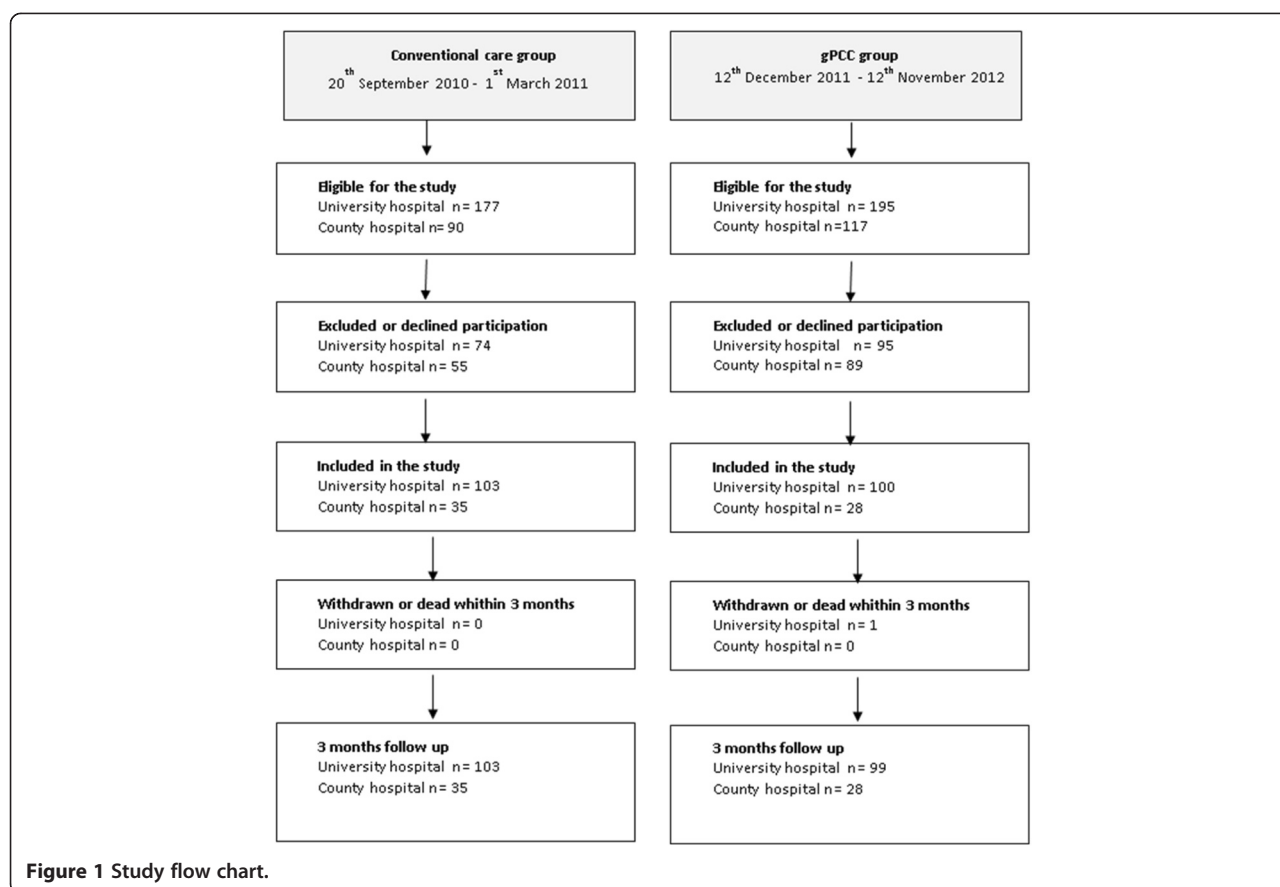 Conventional care group
20th September 2010 - 1st March 2011
Eligible for the study
University hospital n= 177
County hospital n= 90
Excluded or declined participation
University hospital n= 74
County hospital n= 55
Included in the study
University hospital n= 103
County hospital n= 35
Withdrawn or dead whithin 3 months
University hospital n= 0
County hospital n= 0
3 months follow up
University hospital n= 103
County hospital n= 35
gPCC group
12th December 2011 - 12th November 2012
Eligible for the study
University hospital n= 195
County hospital n=117
Excluded or declined participation
University hospital n= 95
County hospital n= 89
Included in the study
University hospital n= 100
County hospital n= 28
Withdrawn or dead whithin 3 months
University hospital n= 1
County hospital n= 0
3 months follow up
University hospital n= 99
County hospital n= 28
Figure 1 Study flow chart.